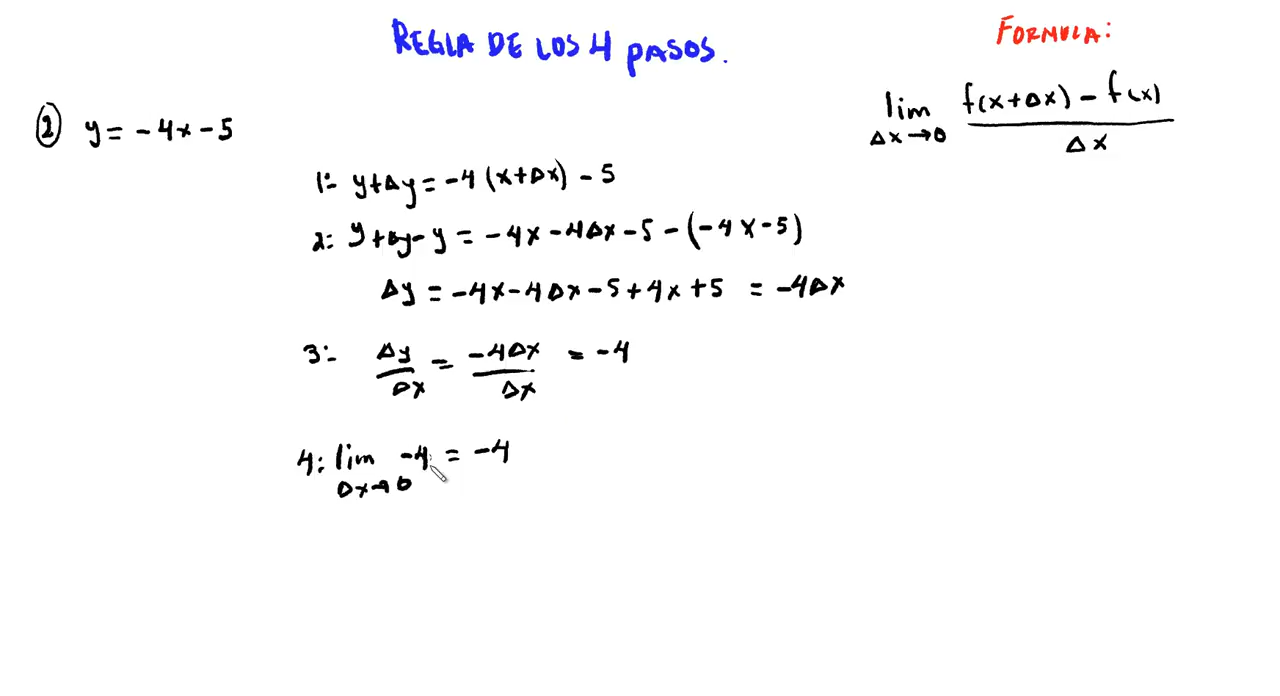 REGLA DE LOS 4 PASOS.
FORMULA:
lim Δx→0 f(x+Δx) - f(x) / Δx
② y = -4x - 5
1:- y+Δy = -4(x+Δx) - 5
2: y+Δy-y = -4x - 4Δx - 5 - (-4x - 5)
Δy = -4x - 4Δx - 5 + 4x + 5 = -4Δx
3:- Δy/Δx = -4Δx/Δx = -4
4: lim Δx→0 -4 = -4